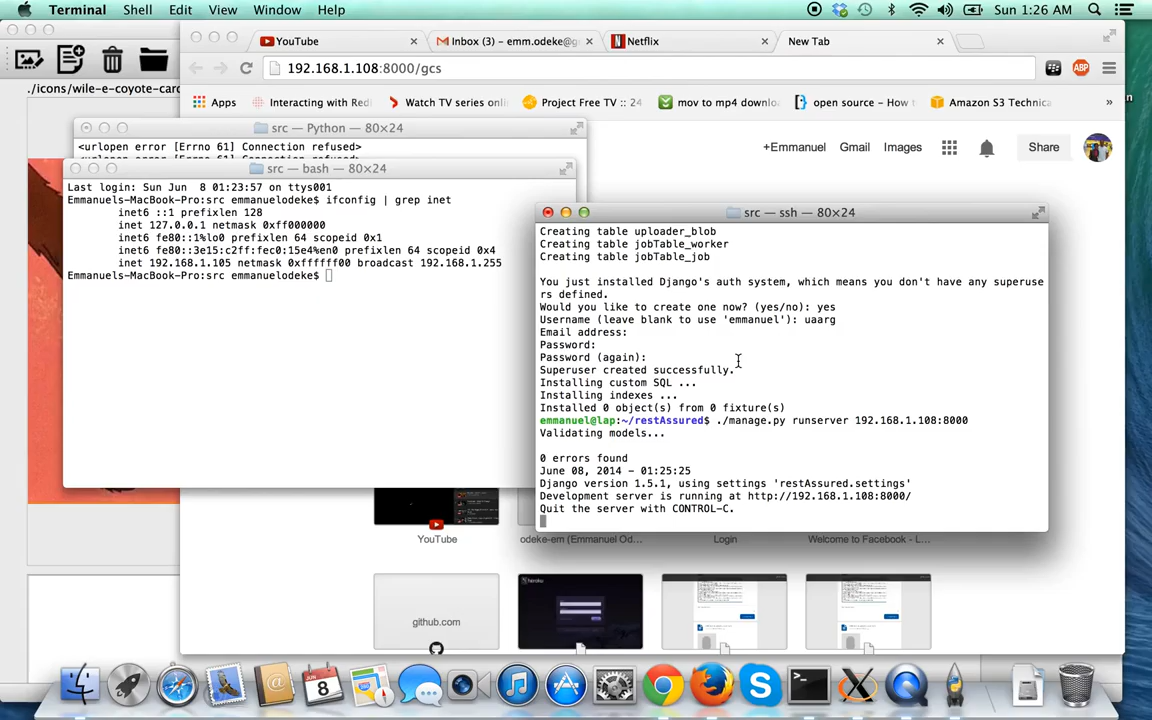 Terminal Shell Edit View Window Help
Sun 1:26 AM
YouTube
Inbox (3) – emm.odeke@g
Netflix
New Tab
192.168.1.108:8000/gcs
./icons/wile-e-coyote-card
Apps
Interacting with Redi
Watch TV series onli
Project Free TV :: 24
mov to mp4 downlo
open source – How t
Amazon S3 Technica
»
ABP
src — Python — 80×24
<urlopen error [Errno 61] Connection refused>
<urlopen error [Errno 61] Connection refused>
+Emmanuel Gmail Images
Share
src — bash — 80×24
Last login: Sun Jun  8 01:23:57 on ttys001
Emmanuels-MacBook-Pro:src emmanuelodeke$ ifconfig | grep inet
inet6 ::1 prefixlen 128
inet 127.0.0.1 netmask 0xff000000
inet6 fe80::1%lo0 prefixlen 64 scopeid 0x1
inet6 fe80::3e15:c2ff:fec0:15e4%en0 prefixlen 64 scopeid 0x4
inet 192.168.1.105 netmask 0xffffff00 broadcast 192.168.1.255
Emmanuels-MacBook-Pro:src emmanuelodeke$
src — ssh — 80×24
Creating table uploader_blob
Creating table jobTable_worker
Creating table jobTable_job
You just installed Django's auth system, which means you don't have any superuse
rs defined.
Would you like to create one now? (yes/no): yes
Username (leave blank to use 'emmanuel'): uaarg
Email address:
Password:
Password (again):
Superuser created successfully.
Installing custom SQL ...
Installing indexes ...
Installed 0 object(s) from 0 fixture(s)
emmanuel@lap:~/restAssured$ ./manage.py runserver 192.168.1.108:8000
Validating models...
0 errors found
June 08, 2014 - 01:25:25
Django version 1.5.1, using settings 'restAssured.settings'
Development server is running at http://192.168.1.108:8000/
Quit the server with CONTROL-C.
YouTube
odeke-em (Emmanuel Od...
Login
Welcome to Facebook - L...
github.com
heroku
8